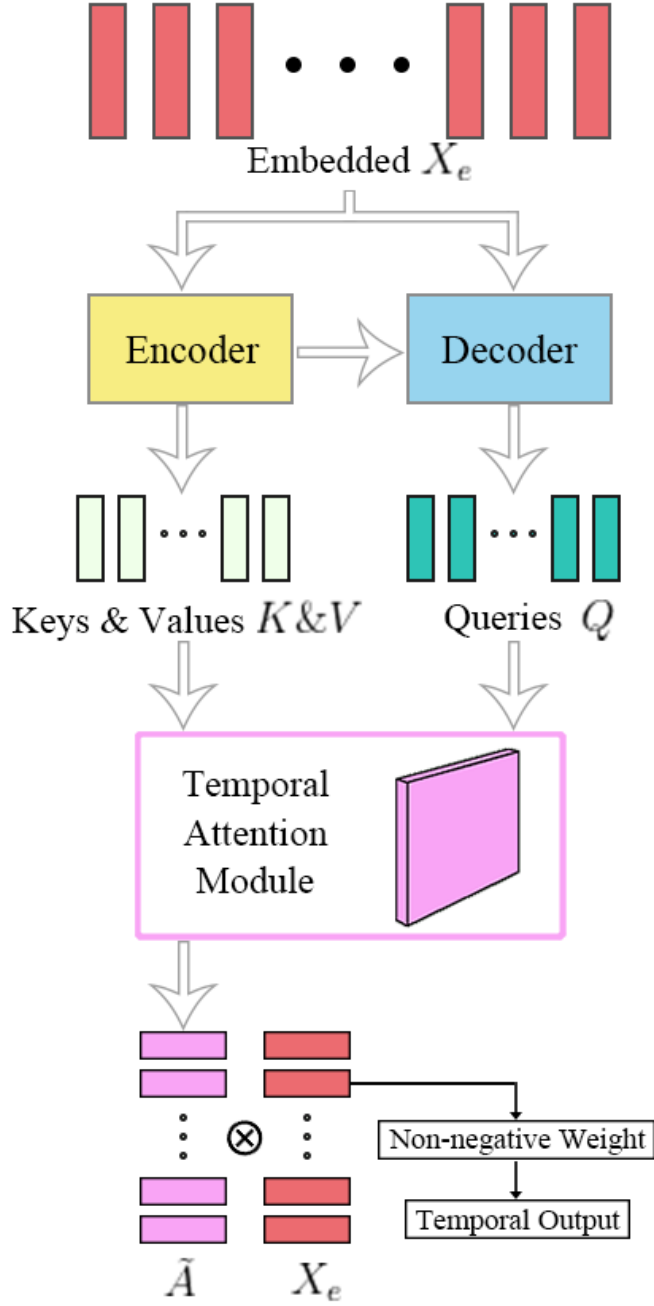 Embedded X_e
Encoder
Decoder
Keys & Values K&V
Queries Q
Temporal
Attention
Module
Non-negative Weight
Temporal Output
Ã
X_e